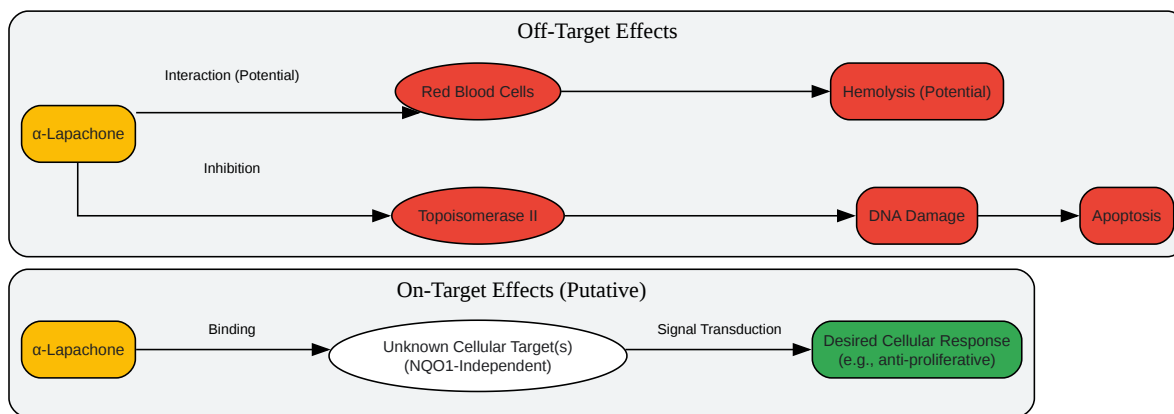 Off-Target Effects
Interaction (Potential)
Red Blood Cells
Hemolysis (Potential)
α-Lapachone
Inhibition
Topoisomerase II
DNA Damage
Apoptosis
On-Target Effects (Putative)
α-Lapachone
Binding
Unknown Cellular Target(s)
(NQO1-Independent)
Signal Transduction
Desired Cellular Response
(e.g., anti-proliferative)